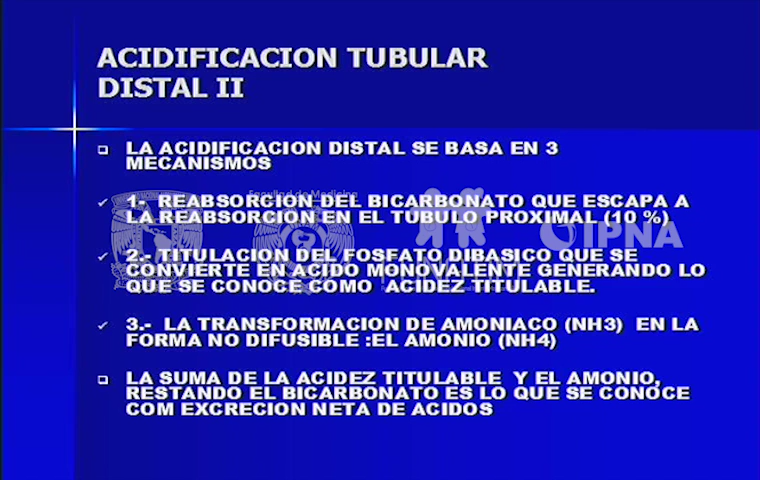 ACIDIFICACION TUBULAR
DISTAL II
LA ACIDIFICACION DISTAL SE BASA EN 3
MECANISMOS
Facultad de Medicina
1.- REABSORCION DEL BICARBONATO QUE ESCAPA A
LA REABSORCION EN EL TUBULO PROXIMAL (10 %)
IPNA
2.- TITULACION DEL FOSFATO DIBASICO QUE SE
CONVIERTE EN ACIDO MONOVALENTE GENERANDO LO
QUE SE CONOCE COMO ACIDEZ TITULABLE.
3.- LA TRANSFORMACION DE AMONIACO (NH3) EN LA
FORMA NO DIFUSIBLE :EL AMONIO (NH4)
LA SUMA DE LA ACIDEZ TITULABLE Y EL AMONIO,
RESTANDO EL BICARBONATO ES LO QUE SE CONOCE
COM EXCRECION NETA DE ACIDOS